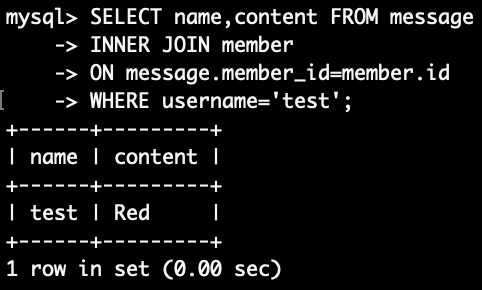 mysql> SELECT name,content FROM message
    -> INNER JOIN member
    -> ON message.member_id=member.id
    -> WHERE username='test';
+------+---------+
| name | content |
+------+---------+
| test | Red     |
+------+---------+
1 row in set (0.00 sec)